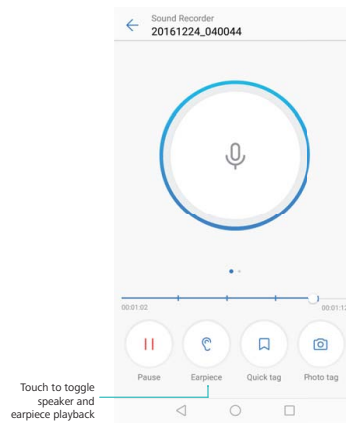 Sound Recorder
20161224_040044
00:01:02
Pause
Earpiece
Quick tag
Photo tag
Touch to toggle
speaker and
earpiece playback